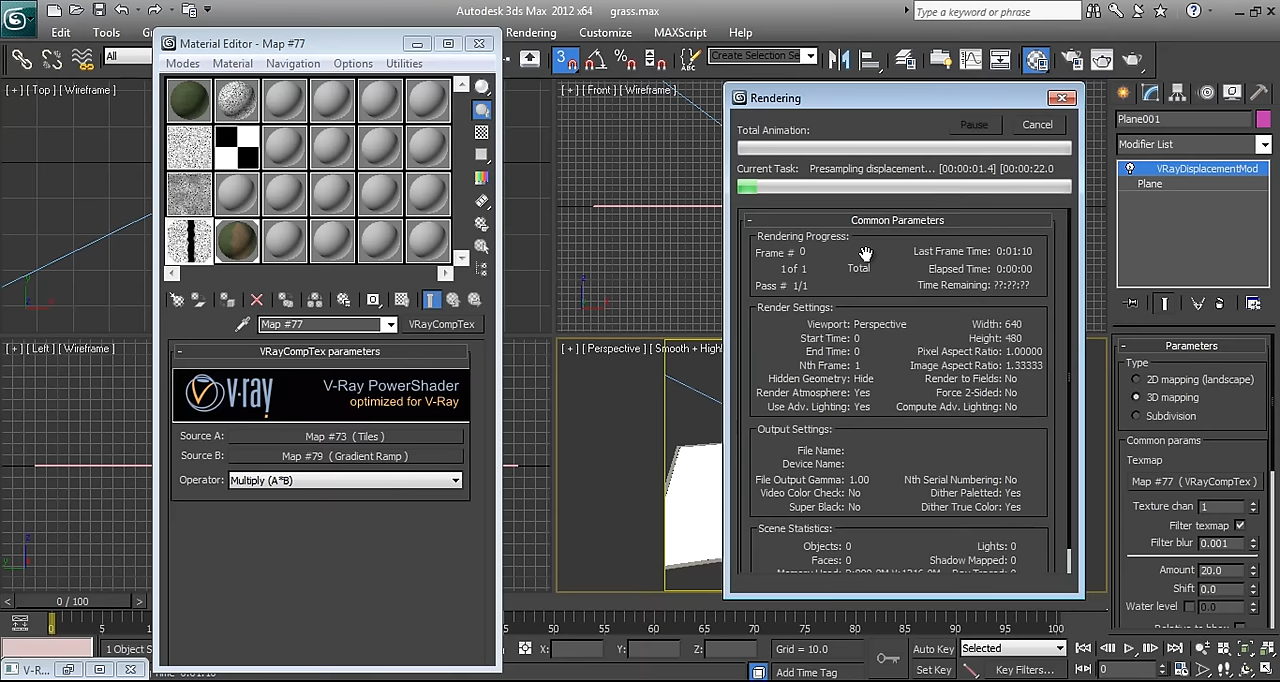 Autodesk 3ds Max 2012 x64 grass.max
Type a keyword or phrase
Edit Tools Rendering Customize MAXScript Help
All
3
Create Selection Se
Material Editor - Map #77
Modes Material Navigation Options Utilities
Map #77 VRayCompTex
VRayCompTex parameters
v·ray
V-Ray PowerShader
optimized for V-Ray
Source A: Map #73 ( Tiles )
Source B: Map #79 ( Gradient Ramp )
Operator: Multiply (A*B)
[ + ] [ Top ] [ Wireframe ]
[ + ] [ Front ] [ Wireframe ]
[ + ] [ Left ] [ Wireframe ]
[ + ] [ Perspective ] [ Smooth + Highl
Rendering
Total Animation:
Pause Cancel
Current Task: Presampling displacement... [00:00:01.4] [00:00:22.0
Common Parameters
Rendering Progress:
Frame # 0 Last Frame Time: 0:01:10
1 of 1 Total Elapsed Time: 0:00:00
Pass # 1/1 Time Remaining: ??:??:??
Render Settings:
Viewport: Perspective Width: 640
Start Time: 0 Height: 480
End Time: 0 Pixel Aspect Ratio: 1.00000
Nth Frame: 1 Image Aspect Ratio: 1.33333
Hidden Geometry: Hide Render to Fields: No
Render Atmosphere: Yes Force 2-Sided: No
Use Adv. Lighting: Yes Compute Adv. Lighting: No
Output Settings:
File Name:
Device Name:
File Output Gamma: 1.00 Nth Serial Numbering: No
Video Color Check: No Dither Paletted: Yes
Super Black: No Dither True Color: Yes
Scene Statistics:
Objects: 0 Lights: 0
Faces: 0 Shadow Mapped: 0
Plane001
Modifier List
VRayDisplacementMod
Plane
Parameters
Type
2D mapping (landscape)
3D mapping
Subdivision
Common params
Texmap
Map #77 ( VRayCompTex )
Texture chan 1
Filter texmap
Filter blur 0.001
Amount 20.0
Shift 0.0
Water level 0.0
0 / 100
0 5 50 55 60 65 70 75 80 85 90 95 100
1 Object S X: Y: Z: Grid = 10.0 Auto Key Selected
Add Time Tag Set Key Key Filters... 0
V-R...